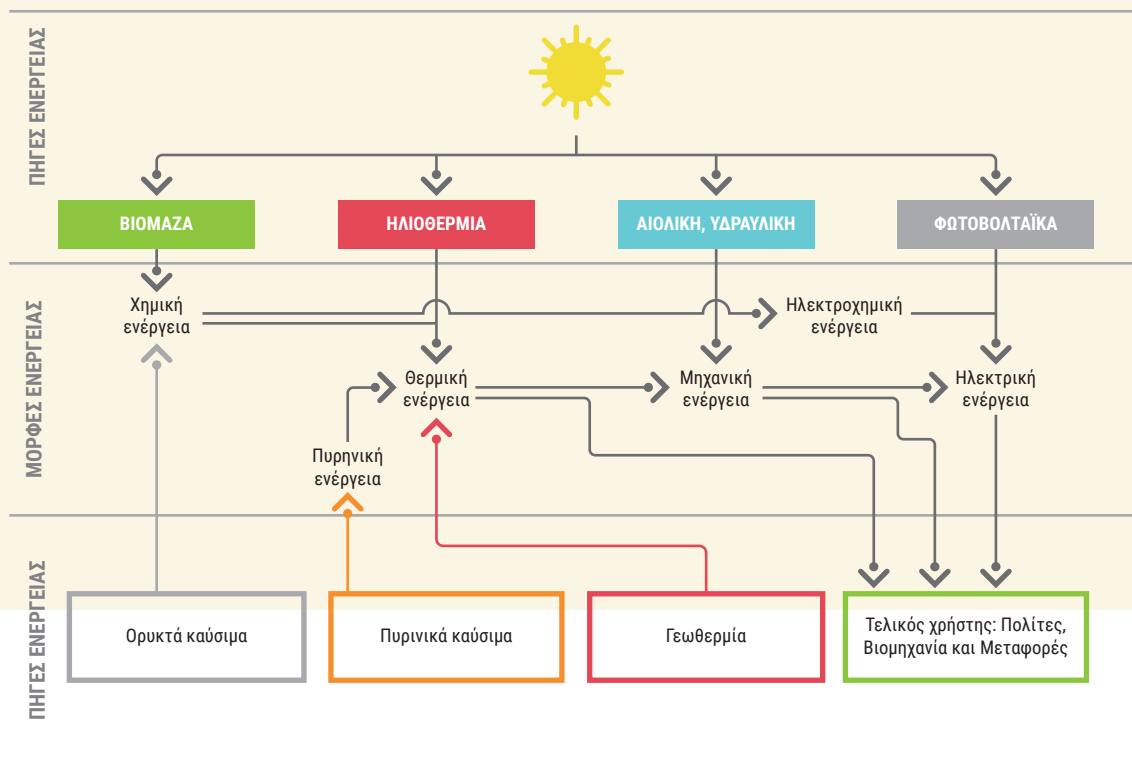 ΠΗΓΕΣ ΕΝΕΡΓΕΙΑΣ
ΒΙΟΜΑΖΑ
ΗΛΙΟΘΕΡΜΙΑ
ΑΙΟΛΙΚΗ, ΥΔΡΑΥΛΙΚΗ
ΦΩΤΟΒΟΛΤΑΪΚΑ
ΜΟΡΦΕΣ ΕΝΕΡΓΕΙΑΣ
Χημική
ενέργεια
Ηλεκτροχημική
ενέργεια
Θερμική
ενέργεια
Μηχανική
ενέργεια
Ηλεκτρική
ενέργεια
Πυρηνική
ενέργεια
ΠΗΓΕΣ ΕΝΕΡΓΕΙΑΣ
Ορυκτά καύσιμα
Πυρινικά καύσιμα
Γεωθερμία
Τελικός χρήστης: Πολίτες,
Βιομηχανία και Μεταφορές